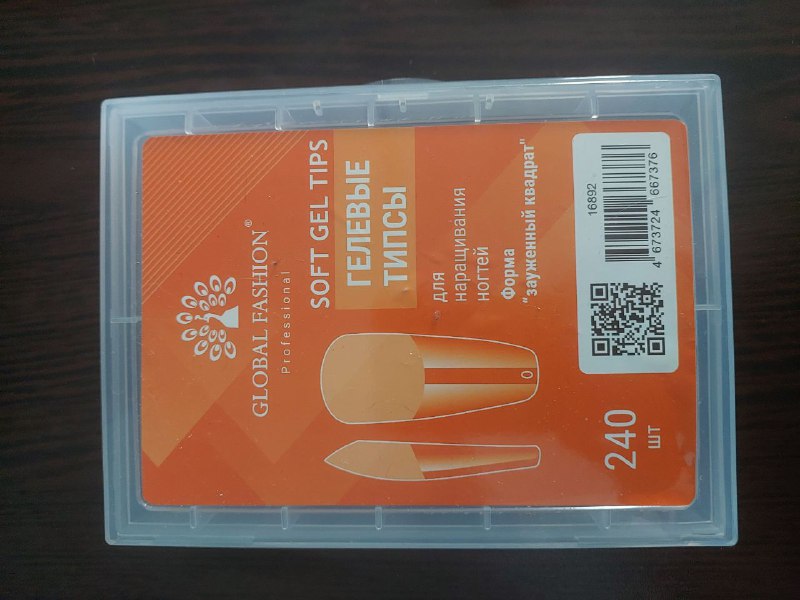 GLOBAL FASHION®
Professional
SOFT GEL TIPS
ГЕЛЕВЫЕ
ТИПСЫ
для
наращивания
ногтей
Форма
"зауженный квадрат"
0
240
шт
16892
4 673724 667376